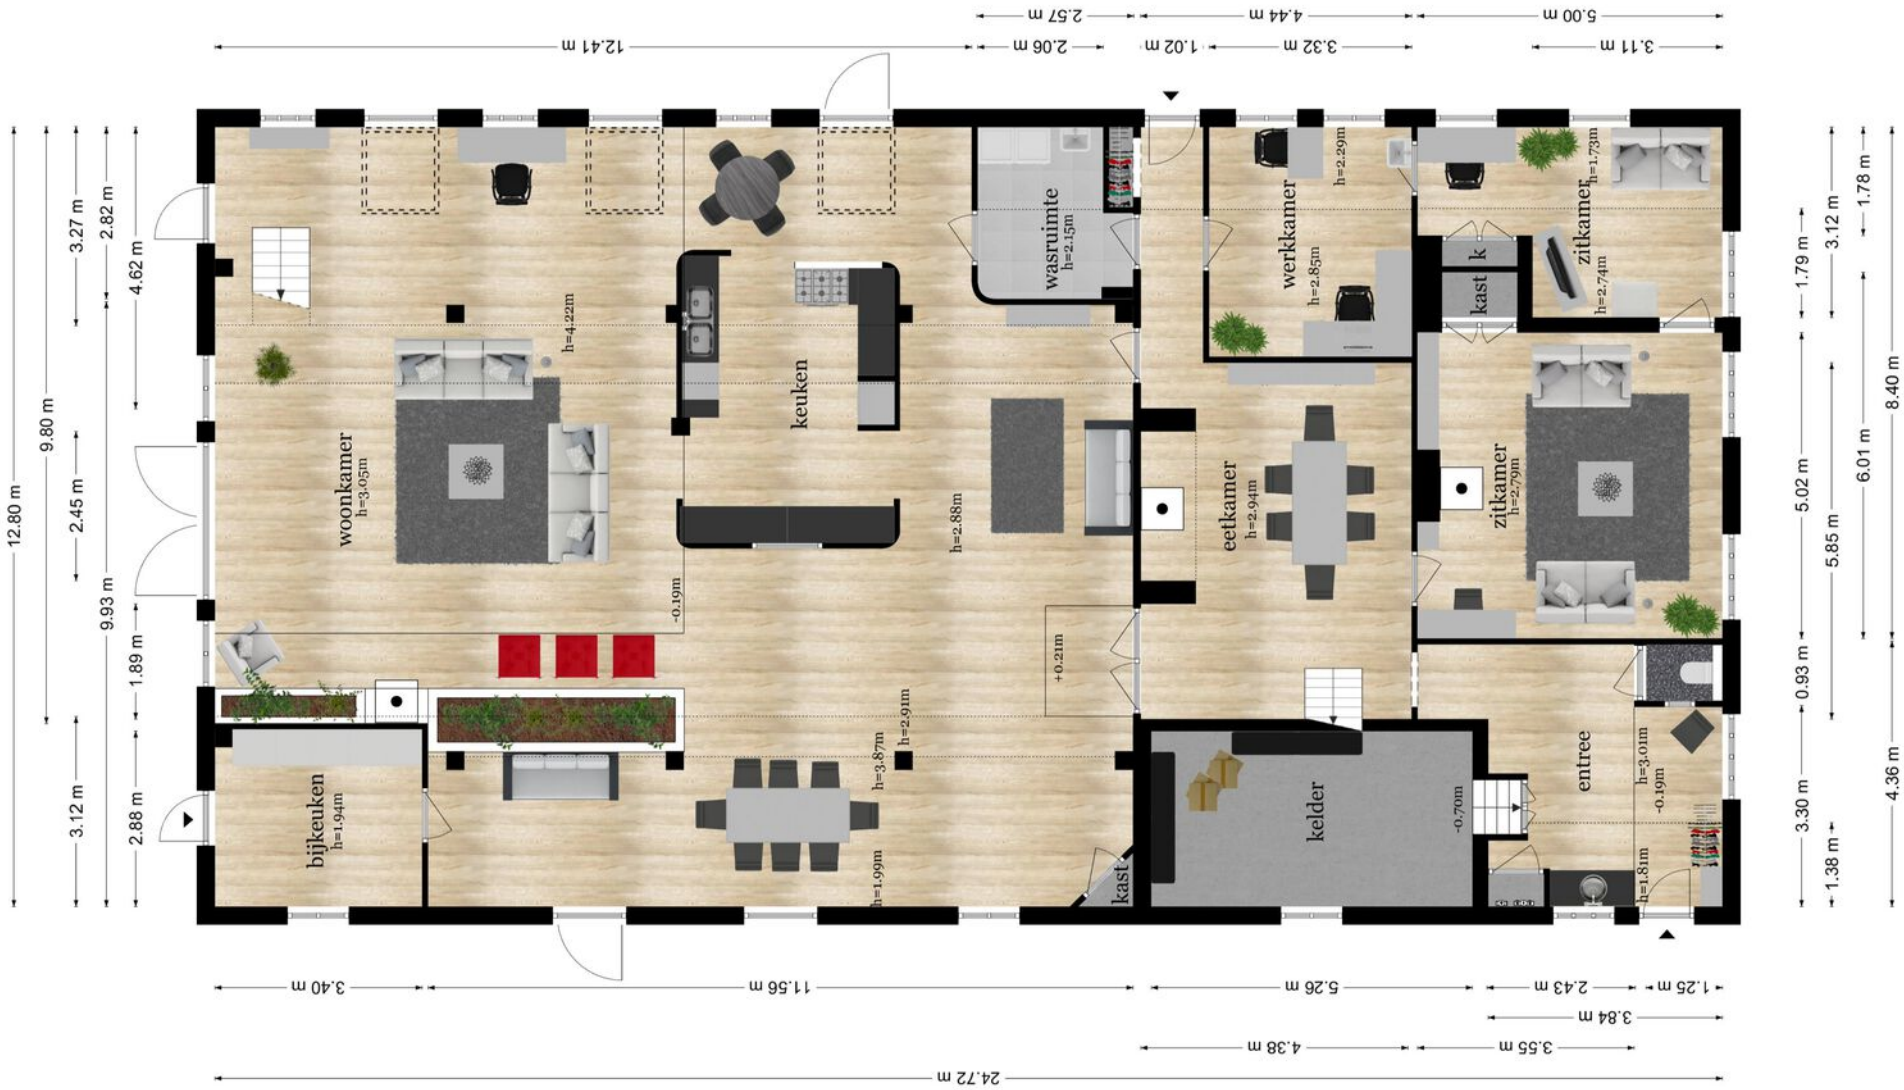 2.57 m
4.44 m
5.00 m
12.41 m
2.06 m
1.02 m
3.32 m
3.11 m
12.80 m
9.80 m
3.27 m
3.12 m
2.82 m
9.93 m
4.62 m
2.45 m
1.89 m
2.88 m
woonkamer
h=3.05m
h=4.22m
-0.19m
keuken
h=2.88m
wasruimte
h=2.15m
werkkamer
h=2.85m
h=2.29m
zitkamer
h=2.74m
h=1.73m
k
kast
eetkamer
h=2.94m
zitkamer
h=2.79m
+0.21m
h=2.91m
h=3.87m
h=1.99m
bijkeuken
h=1.94m
kast
kelder
-0.70m
entree
h=3.01m
-0.19m
h=1.81m
1.79 m
5.02 m
0.93 m
3.30 m
3.12 m
5.85 m
1.38 m
1.78 m
6.01 m
8.40 m
4.36 m
3.40 m
11.56 m
5.26 m
2.43 m
1.25 m
3.84 m
4.38 m
3.55 m
24.72 m